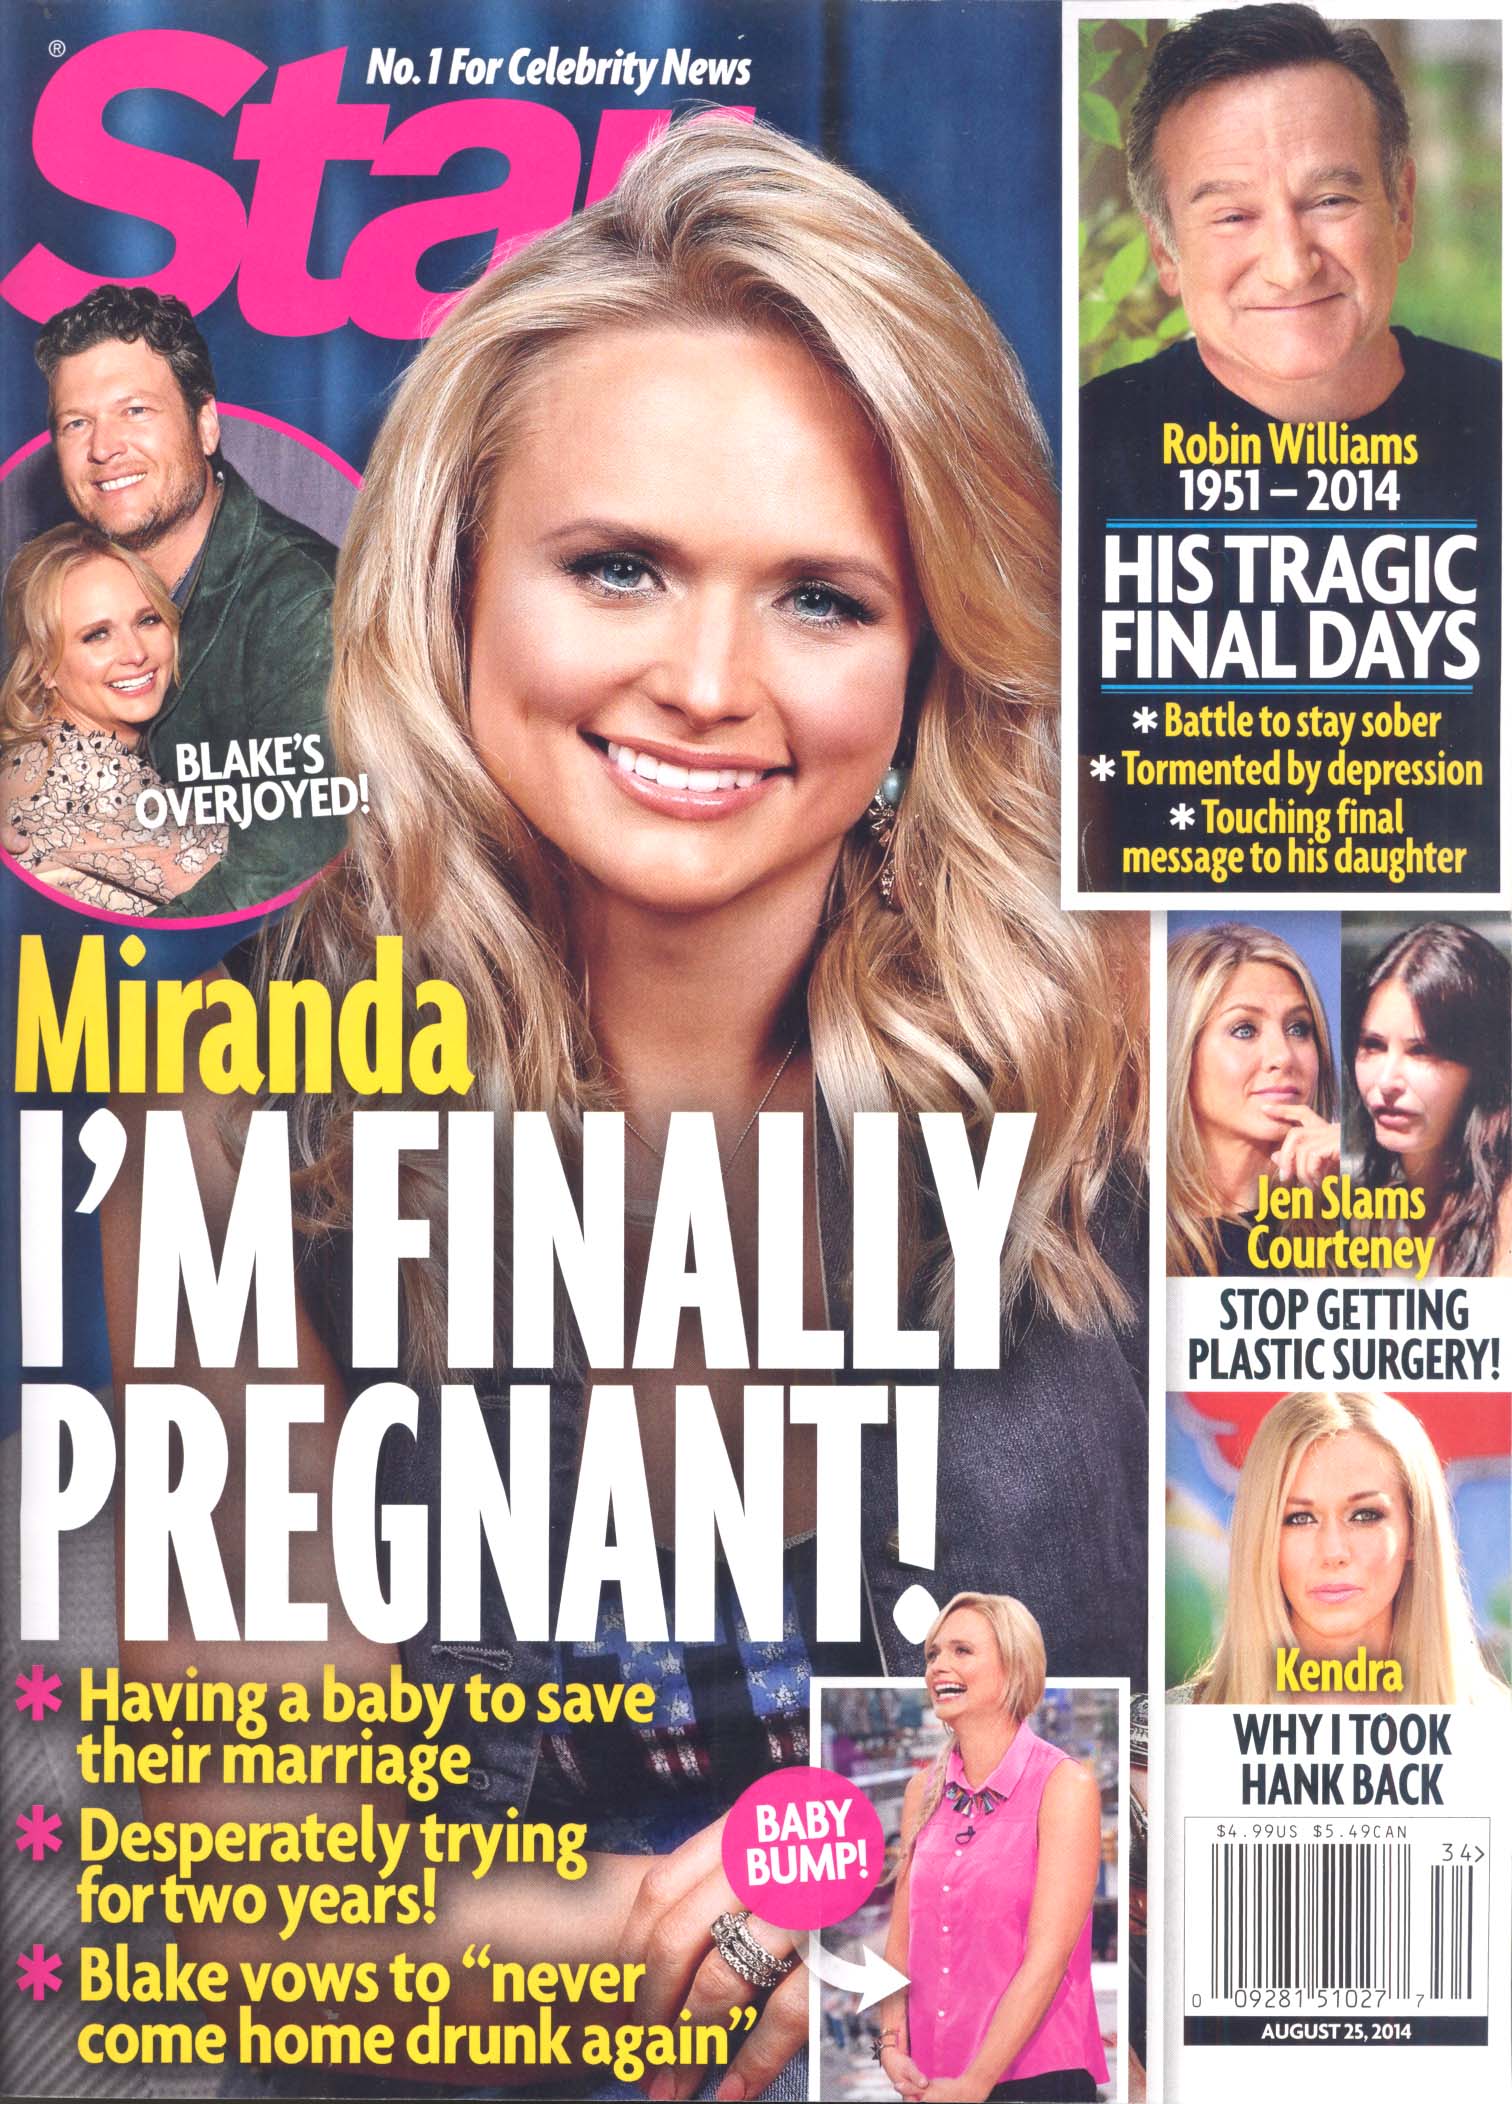 ®
No. 1 For Celebrity News
Star
BLAKE'S
OVERJOYED!
Miranda
I'M FINALLY
PREGNANT!
* Having a baby to save
their marriage
* Desperately trying
for two years!
* Blake vows to “never
come home drunk again”
BABY
BUMP!
Robin Williams
1951 – 2014
HIS TRAGIC
FINAL DAYS
* Battle to stay sober
* Tormented by depression
* Touching final
message to his daughter
Jen Slams
Courteney
STOP GETTING
PLASTIC SURGERY!
Kendra
WHY I TOOK
HANK BACK
$4.99US $5.49CAN
34>
0 09281 51027 7
AUGUST 25, 2014